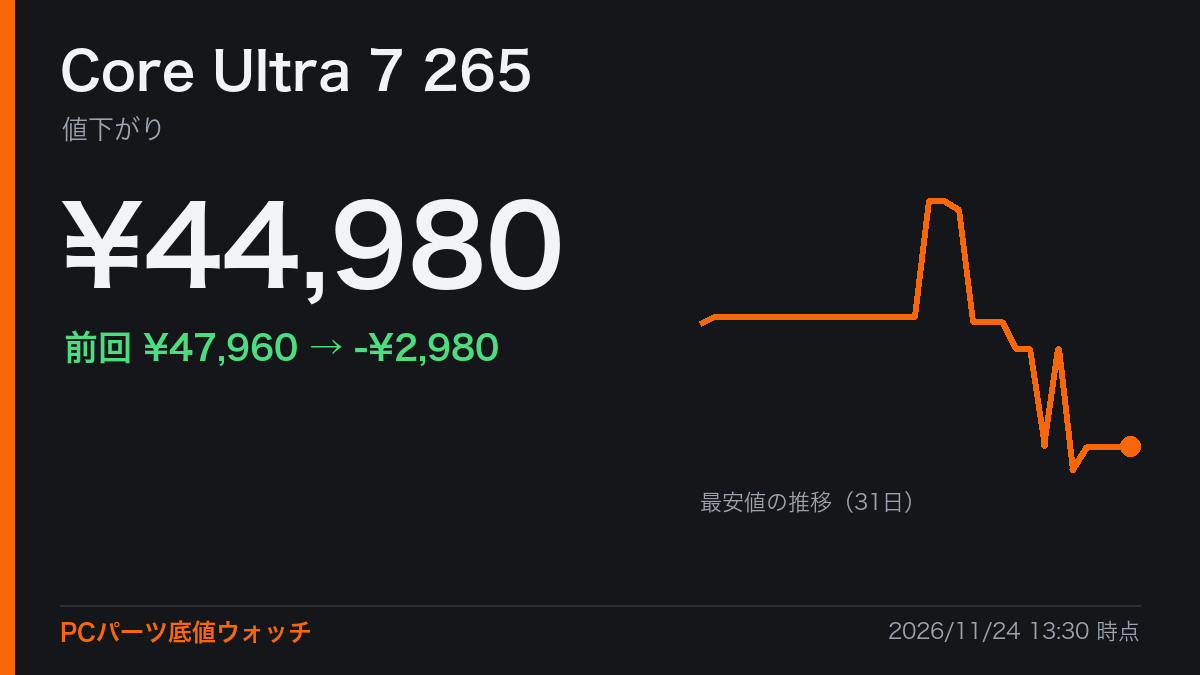 Core Ultra 7 265
値下がり
¥44,980
前回 ¥47,960 → -¥2,980
最安値の推移（31日）
PCパーツ底値ウォッチ
2026/11/24 13:30 時点